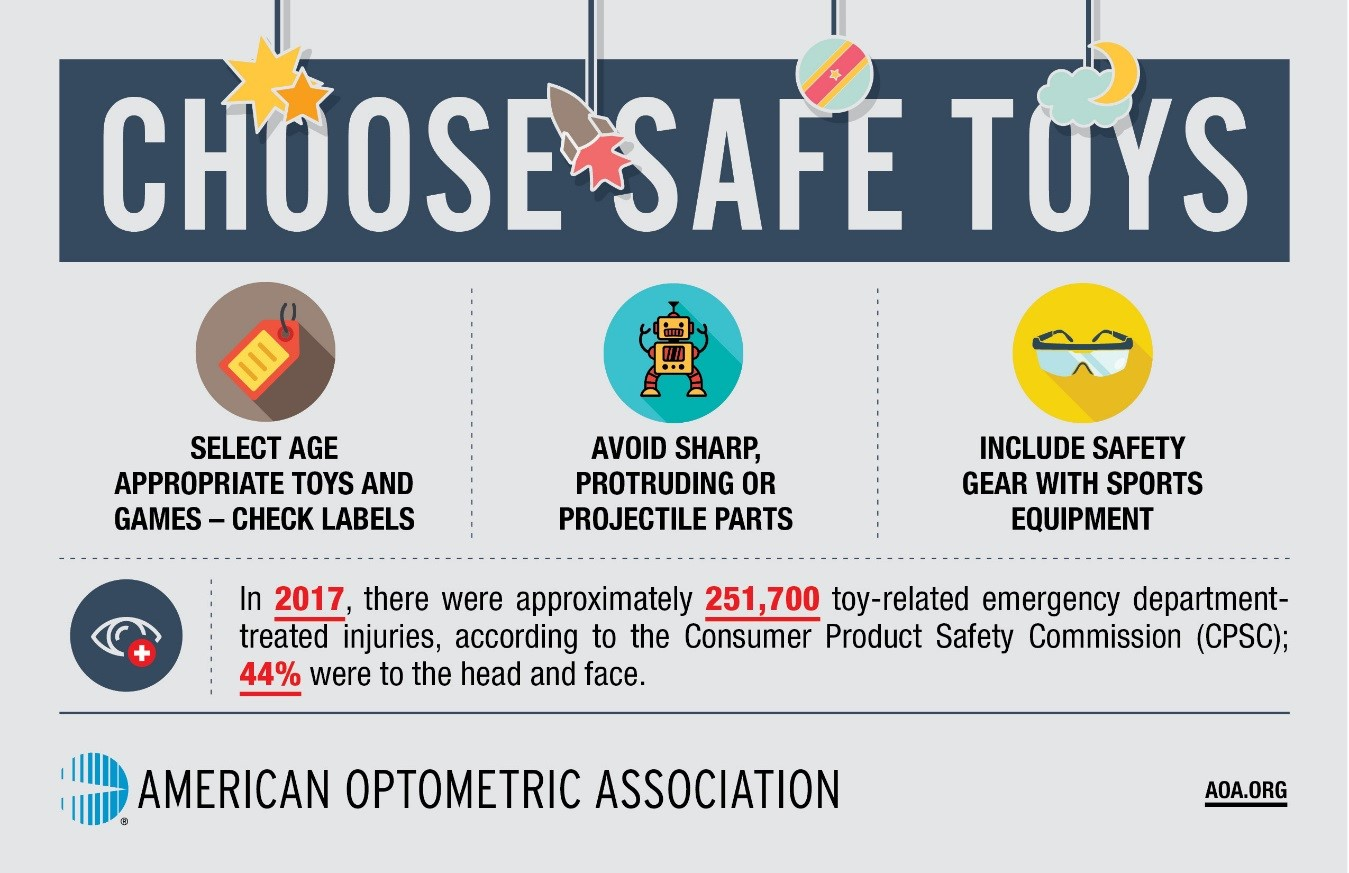 CHOOSE SAFE TOYS
SELECT AGE
APPROPRIATE TOYS AND
GAMES – CHECK LABELS
AVOID SHARP,
PROTRUDING OR
PROJECTILE PARTS
INCLUDE SAFETY
GEAR WITH SPORTS
EQUIPMENT
In 2017, there were approximately 251,700 toy-related emergency department-
treated injuries, according to the Consumer Product Safety Commission (CPSC);
44% were to the head and face.
AMERICAN OPTOMETRIC ASSOCIATION
®
AOA.ORG